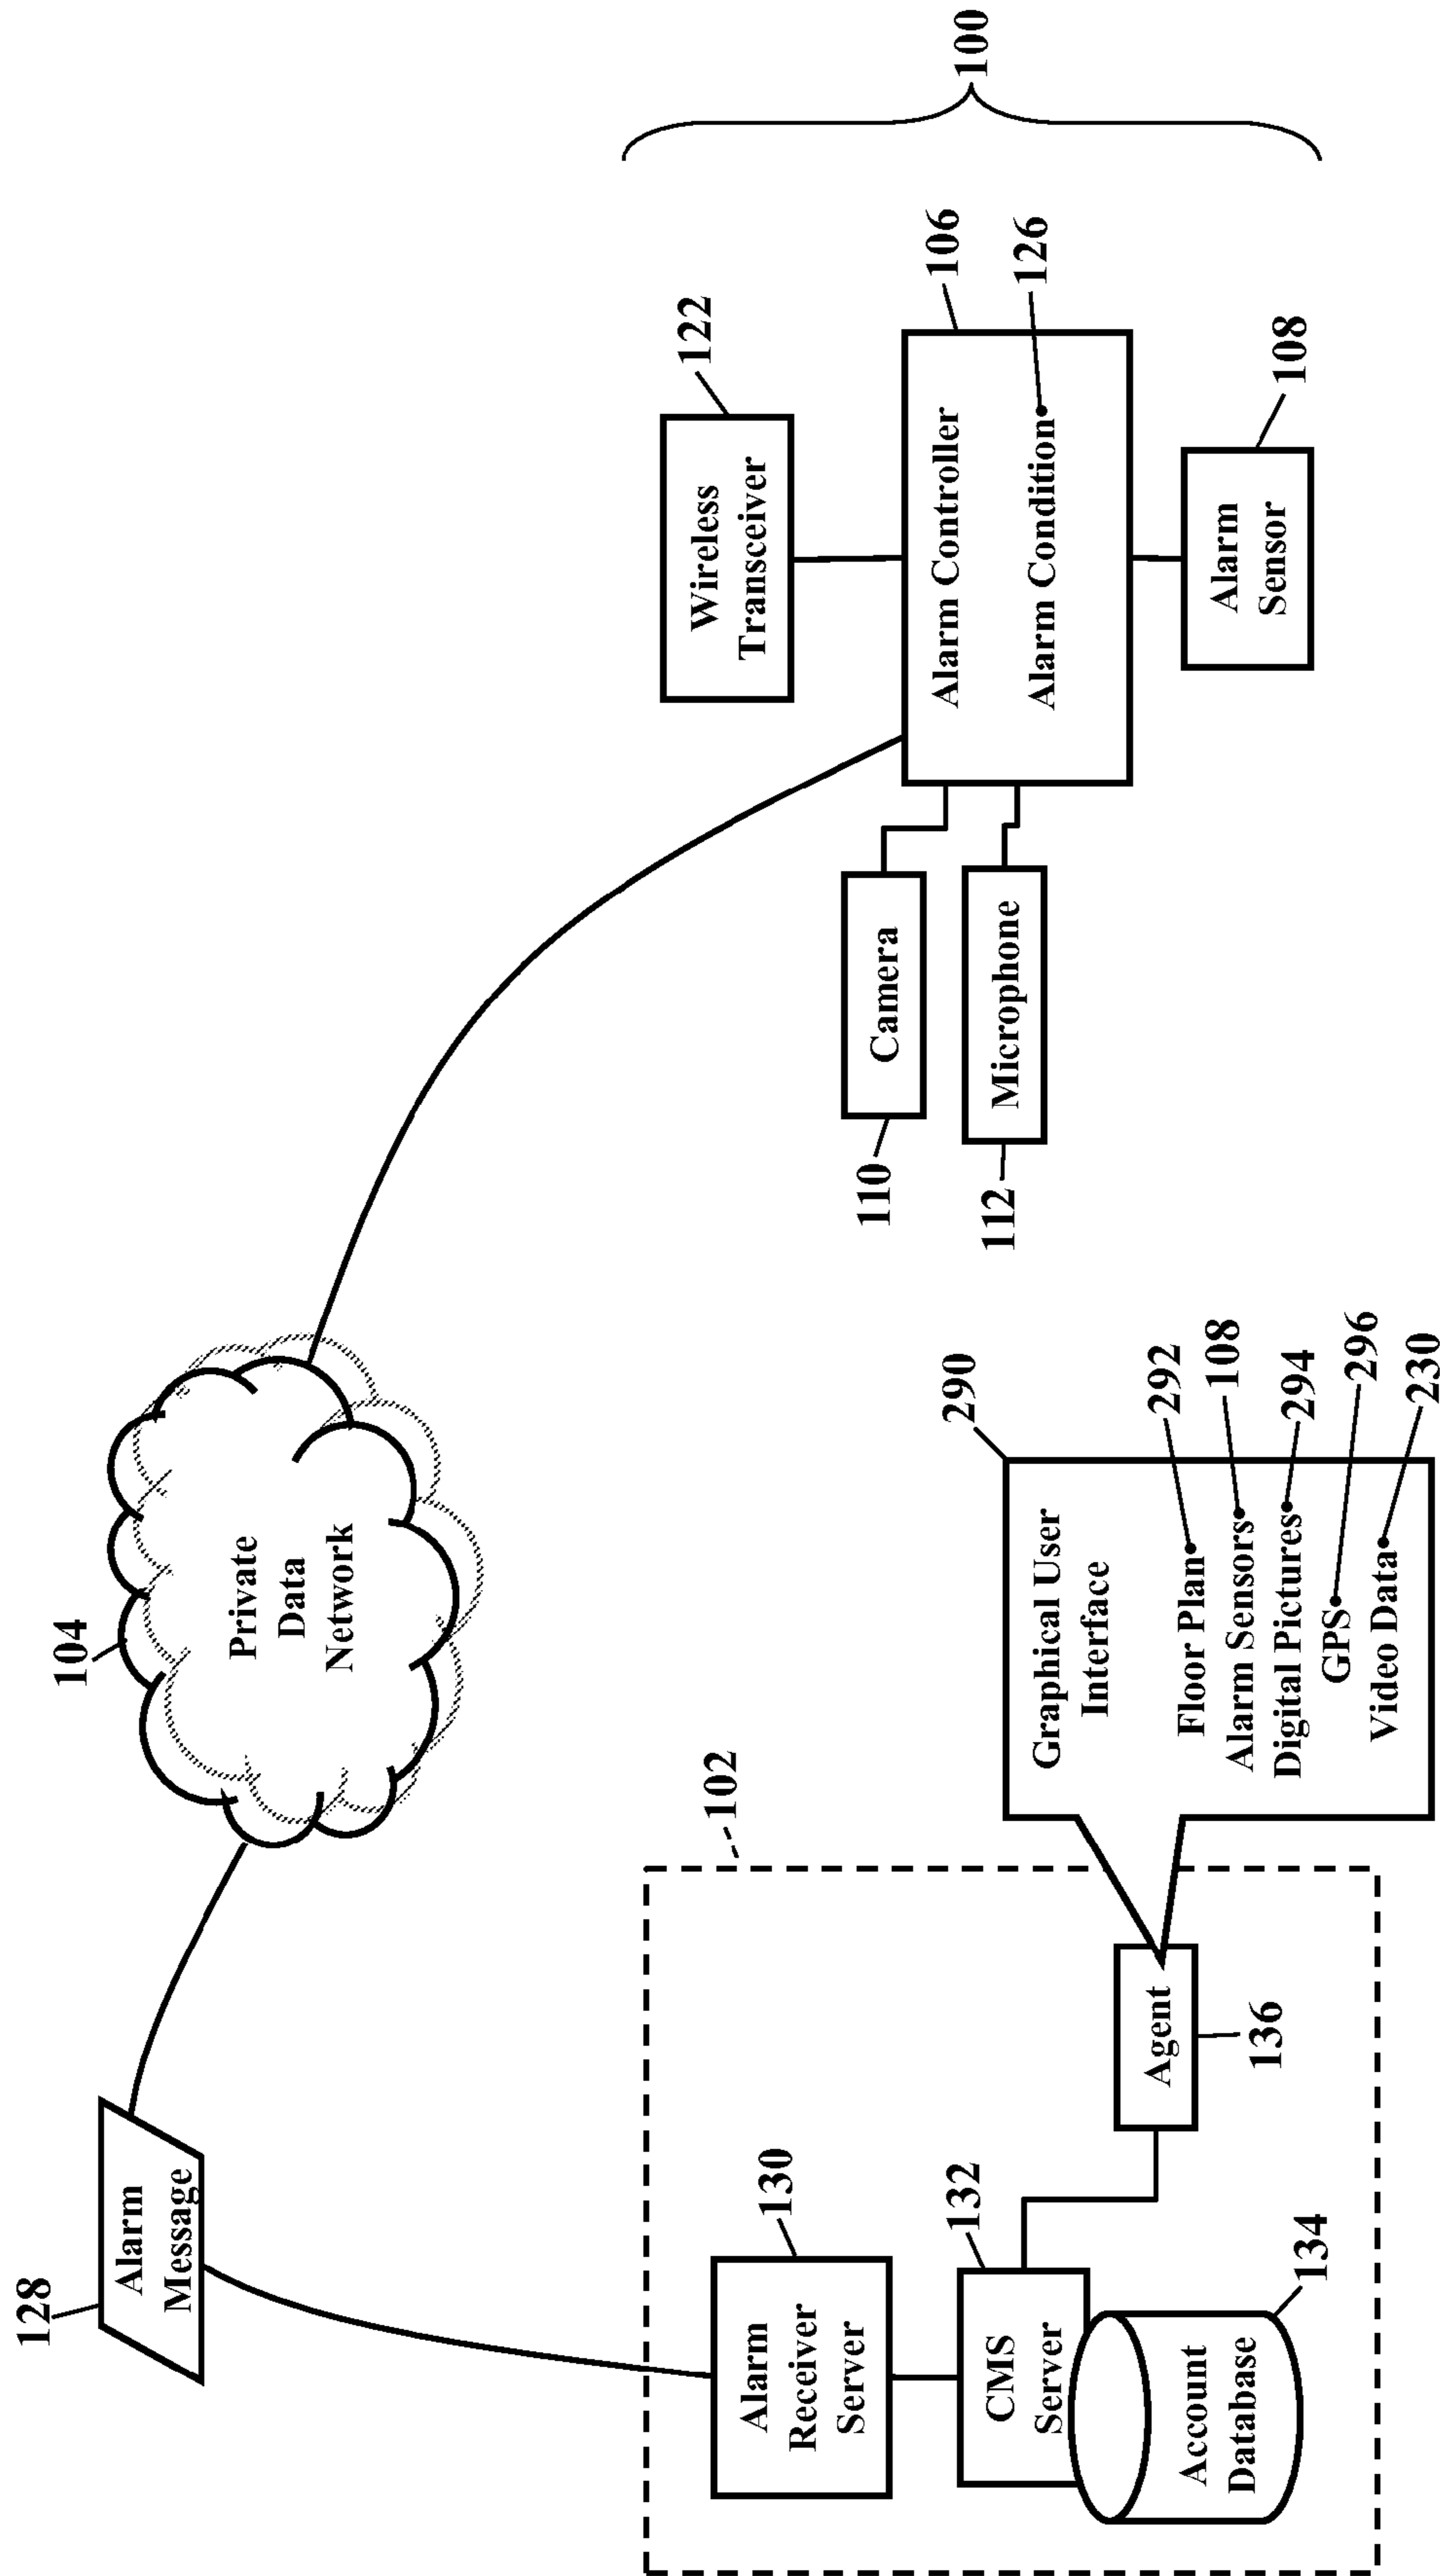 128
Alarm
Message
104
Private
Data
Network
122
Wireless
Transceiver
100
106
Alarm Controller
126
Alarm Condition
108
Alarm
Sensor
110
Camera
112
Microphone
102
130
Alarm
Receiver
Server
132
CMS
Server
134
Account
Database
Agent
136
290
Graphical User
Interface
Floor Plan 292
Alarm Sensors 108
Digital Pictures 294
GPS 296
Video Data 230